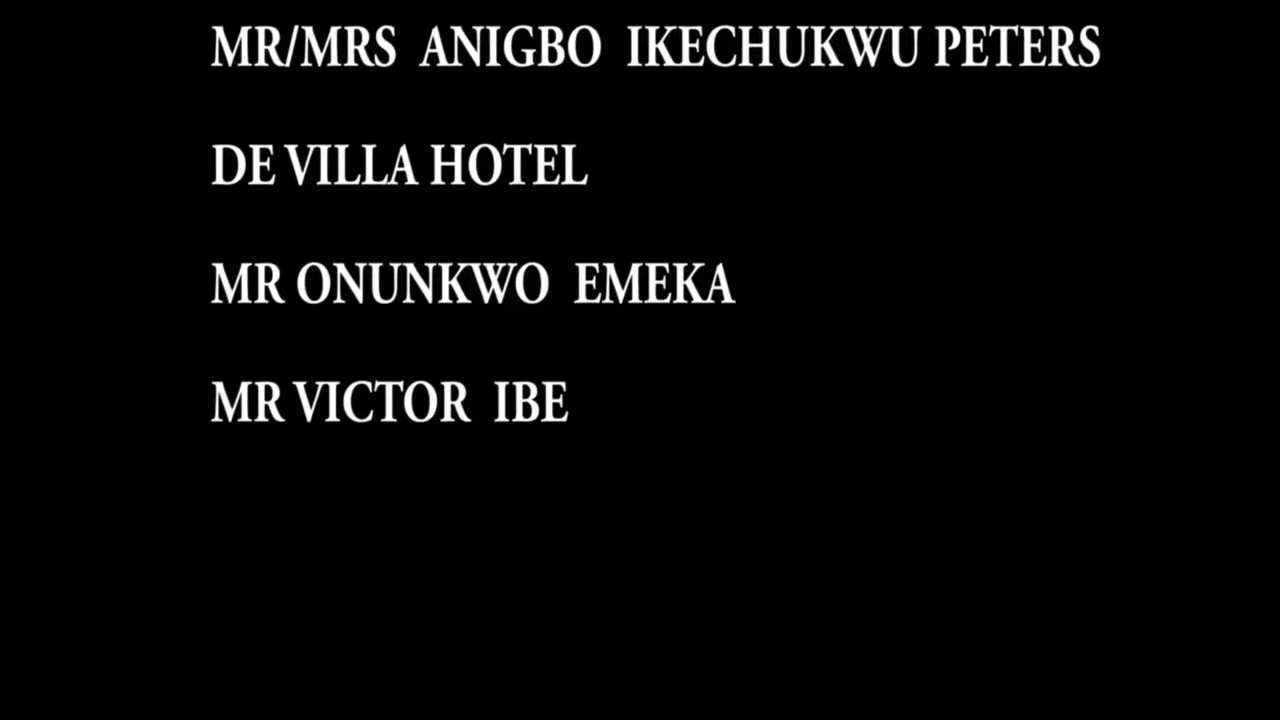 MR/MRS ANIGBO IKECHUKWU PETERS
DE VILLA HOTEL
MR ONUNKWO EMEKA
MR VICTOR IBE